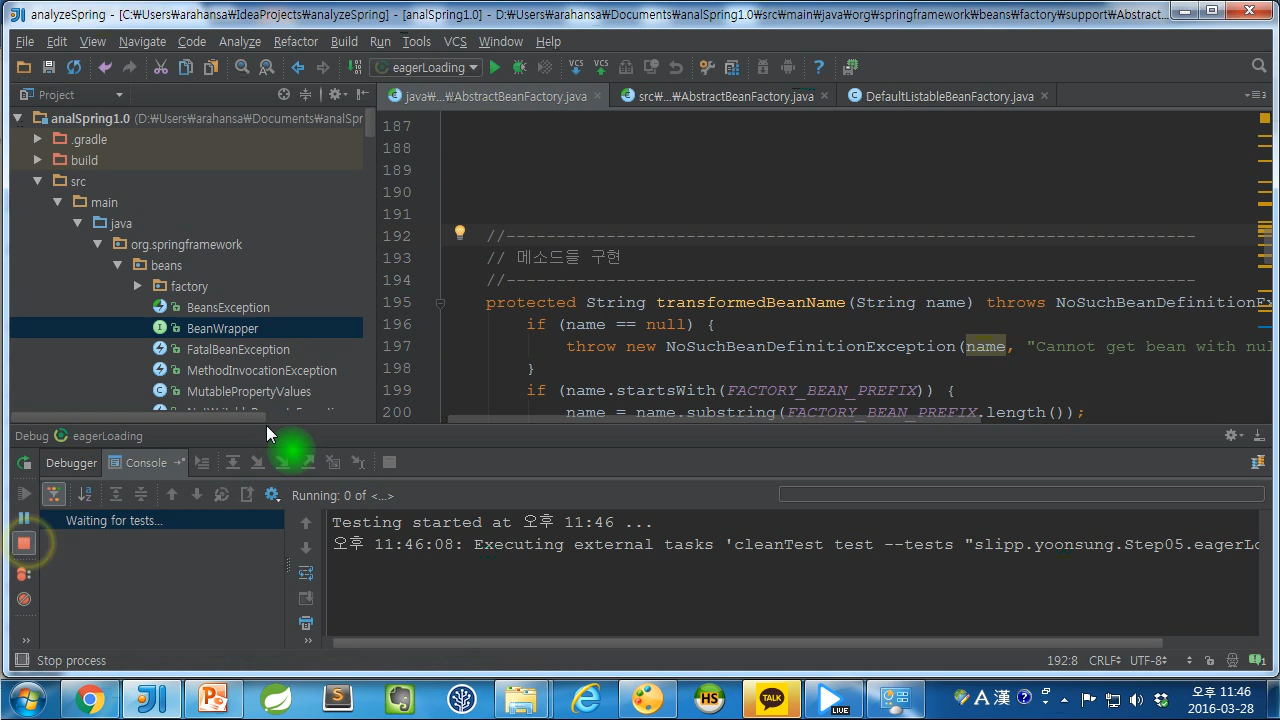 analyzeSpring - [C:₩Users₩arahansa₩IdeaProjects₩analyzeSpring] - [analSpring1.0] - D:₩Users₩arahansa₩Documents₩analSpring1.0₩src₩main₩java₩org₩springframework₩beans₩factory₩support₩Abstract...
File Edit View Navigate Code Analyze Refactor Build Run Tools VCS Window Help
eagerLoading
Project
java₩...₩AbstractBeanFactory.java
src₩...₩AbstractBeanFactory.java
DefaultListableBeanFactory.java
analSpring1.0 (D:₩Users₩arahansa₩Documents₩analSpr
.gradle
build
src
main
java
org.springframework
beans
factory
BeansException
BeanWrapper
FatalBeanException
MethodInvocationException
MutablePropertyValues
187
188
189
190
191
192 //---------------------------------------------------------------------
193 // 메소드들 구현
194 //---------------------------------------------------------------------
195 protected String transformedBeanName(String name) throws NoSuchBeanDefinitionEx
196 if (name == null) {
197 throw new NoSuchBeanDefinitionException(name, "Cannot get bean with nul
198 }
199 if (name.startsWith(FACTORY_BEAN_PREFIX)) {
200 name = name.substring(FACTORY_BEAN_PREFIX.length());
Debug eagerLoading
Debugger Console
Running: 0 of <...>
Waiting for tests...
Testing started at 오후 11:46 ...
오후 11:46:08: Executing external tasks 'cleanTest test --tests "slipp.yoonsung.Step05.eagerLo
Stop process
192:8 CRLF UTF-8
1
S
HS
TALK
LIVE
A 漢
오후 11:46
2016-03-28